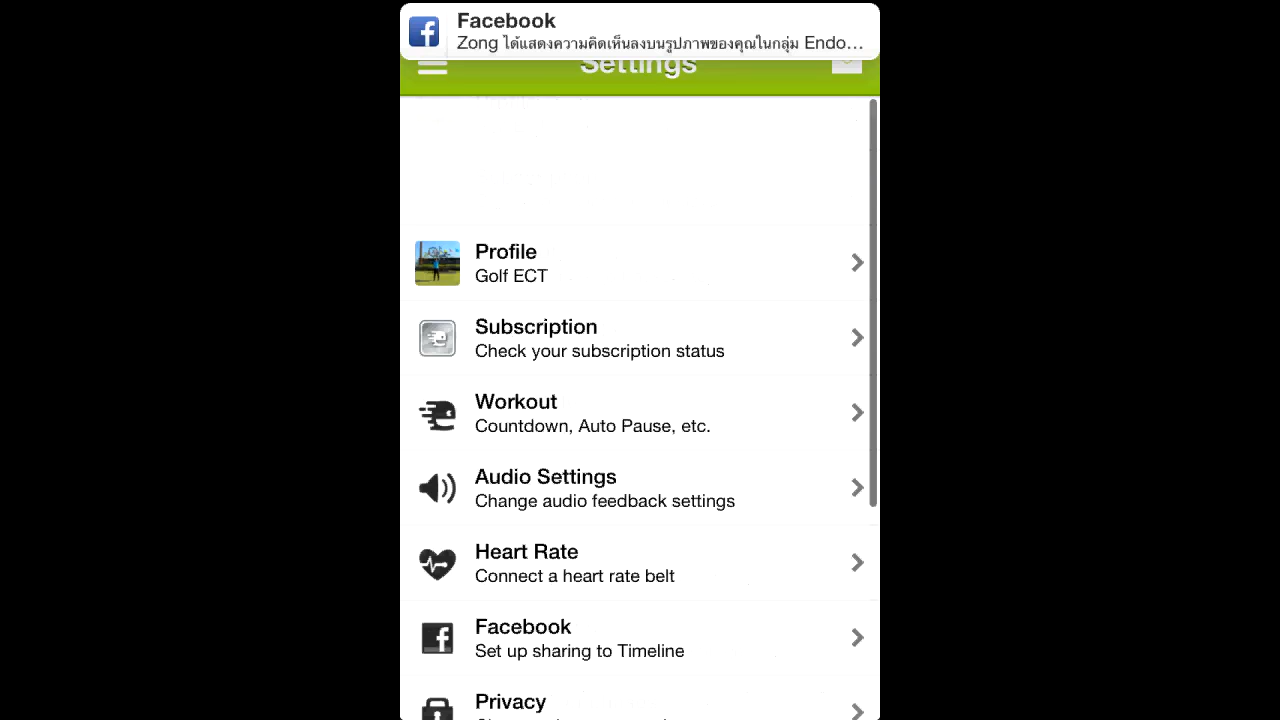 Facebook
Zong ได้แสดงความคิดเห็นลงบนรูปภาพของคุณในกลุ่ม Endo…
Settings
Profile
Golf ECT
Subscription
Check your subscription status
Workout
Countdown, Auto Pause, etc.
Audio Settings
Change audio feedback settings
Heart Rate
Connect a heart rate belt
Facebook
Set up sharing to Timeline
Privacy